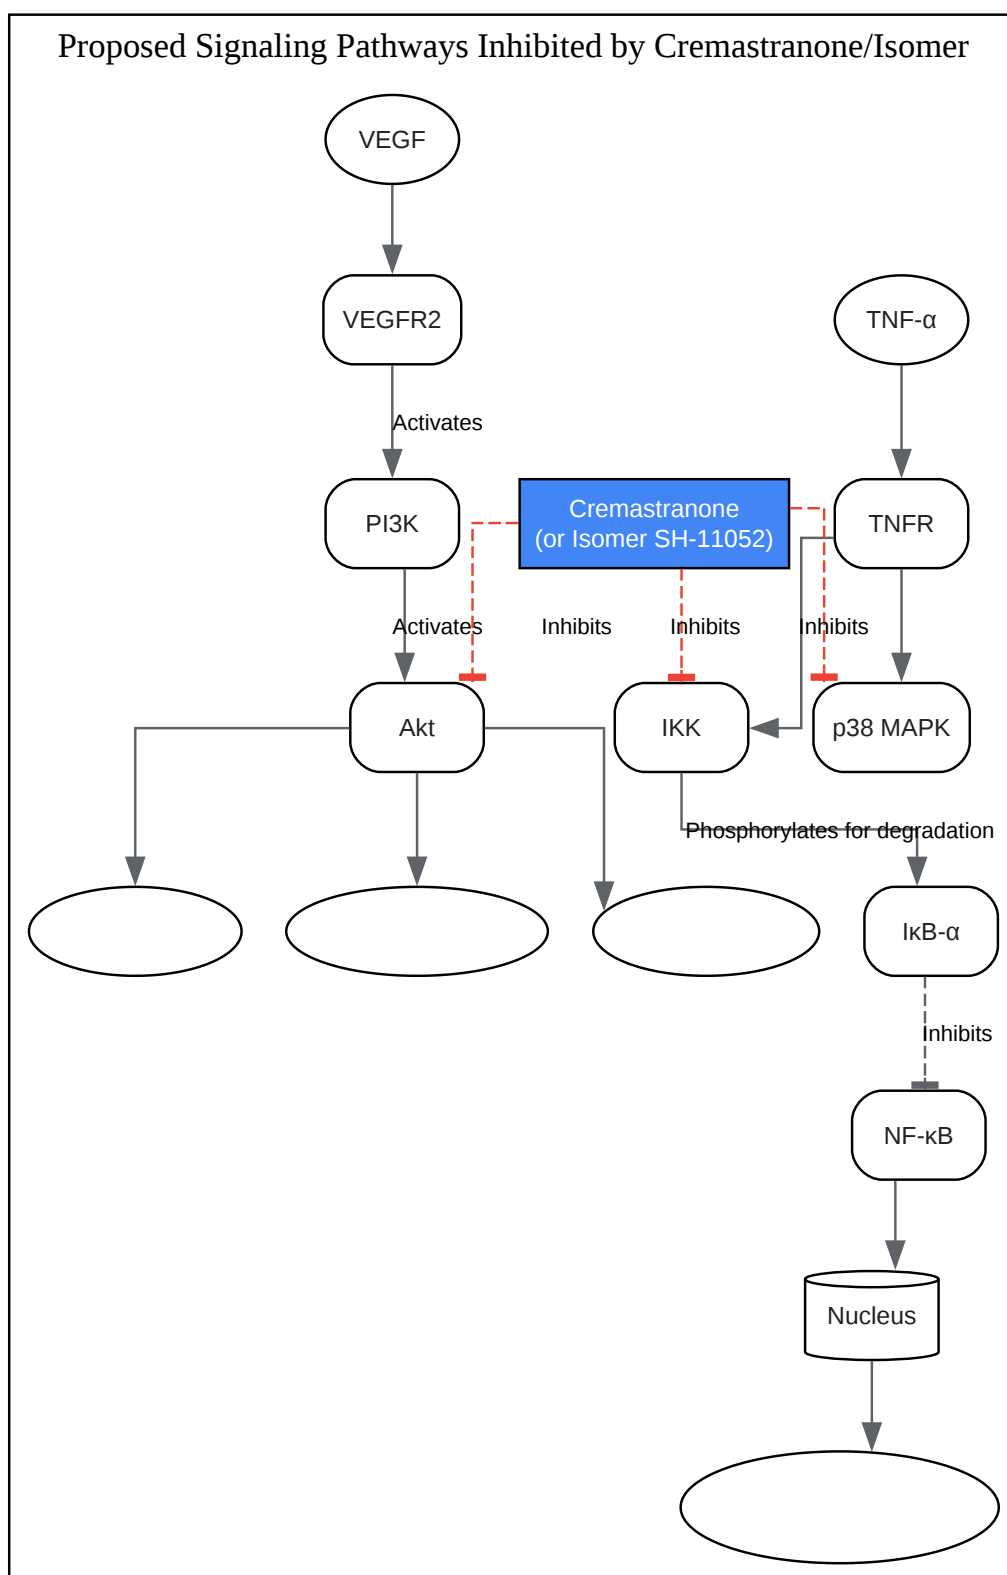 Proposed Signaling Pathways Inhibited by Cremastranone/Isomer
VEGF
VEGFR2
TNF-α
Activates
PI3K
Cremastranone
(or Isomer SH-11052)
TNFR
Activates
Inhibits
Inhibits
Inhibits
Akt
IKK
p38 MAPK
Phosphorylates for degradation
IκB-α
Inhibits
NF-κB
Nucleus